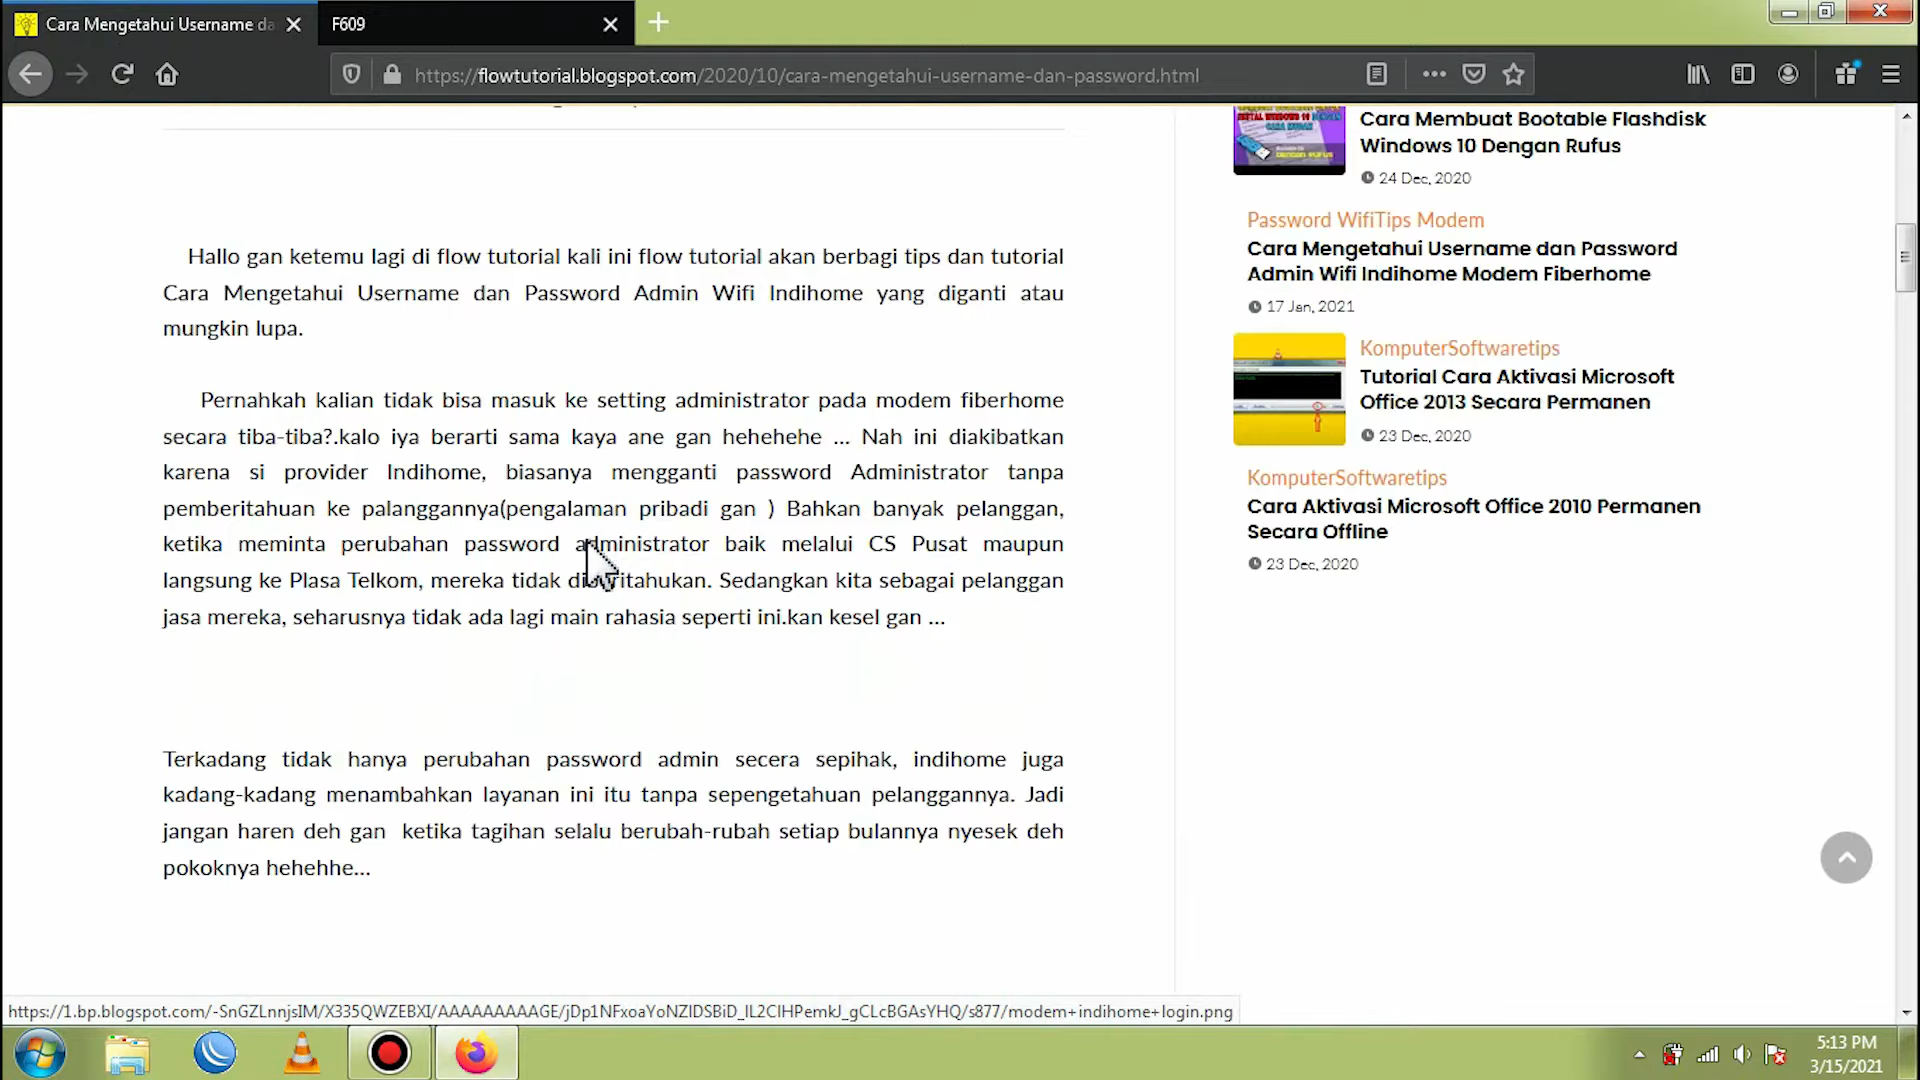 Cara Mengetahui Username da
F609
https://flowtutorial.blogspot.com/2020/10/cara-mengetahui-username-dan-password.html
Hallo gan ketemu lagi di flow tutorial kali ini flow tutorial akan berbagi tips dan tutorial
Cara Mengetahui Username dan Password Admin Wifi Indihome yang diganti atau
mungkin lupa.
Pernahkah kalian tidak bisa masuk ke setting administrator pada modem fiberhome
secara tiba-tiba?.kalo iya berarti sama kaya ane gan hehehehe ... Nah ini diakibatkan
karena si provider Indihome, biasanya mengganti password Administrator tanpa
pemberitahuan ke palanggannya(pengalaman pribadi gan ) Bahkan banyak pelanggan,
ketika meminta perubahan password administrator baik melalui CS Pusat maupun
langsung ke Plasa Telkom, mereka tidak diberitahukan. Sedangkan kita sebagai pelanggan
jasa mereka, seharusnya tidak ada lagi main rahasia seperti ini.kan kesel gan ...
Terkadang tidak hanya perubahan password admin secera sepihak, indihome juga
kadang-kadang menambahkan layanan ini itu tanpa sepengetahuan pelanggannya. Jadi
jangan haren deh gan ketika tagihan selalu berubah-rubah setiap bulannya nyesek deh
pokoknya hehehhe...
Cara Membuat Bootable Flashdisk
Windows 10 Dengan Rufus
24 Dec, 2020
Password WifiTips Modem
Cara Mengetahui Username dan Password
Admin Wifi Indihome Modem Fiberhome
17 Jan, 2021
KomputerSoftwaretips
Tutorial Cara Aktivasi Microsoft
Office 2013 Secara Permanen
23 Dec, 2020
KomputerSoftwaretips
Cara Aktivasi Microsoft Office 2010 Permanen
Secara Offline
23 Dec, 2020
https://1.bp.blogspot.com/-SnGZLnnjsIM/X335QWZEBXI/AAAAAAAAAGE/jDp1NFxoaYoNZIDSBiD_IL2CIHPemkJ_gCLcBGAsYHQ/s877/modem+indihome+login.png
5:13 PM
3/15/2021